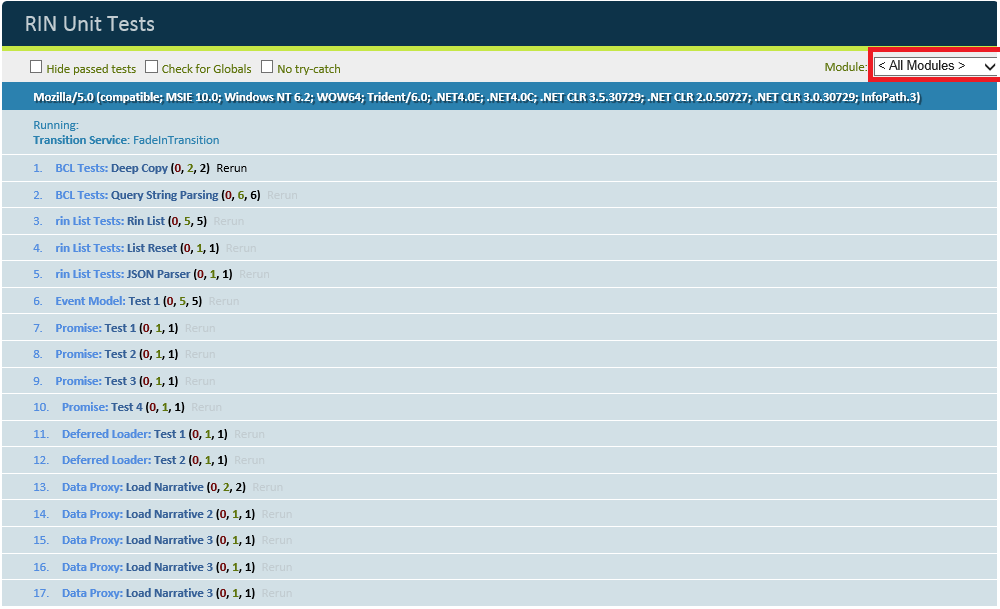 RIN Unit Tests
Hide passed tests Check for Globals No try-catch Module: < All Modules >
Mozilla/5.0 (compatible; MSIE 10.0; Windows NT 6.2; WOW64; Trident/6.0; .NET4.0E; .NET4.0C; .NET CLR 3.5.30729; .NET CLR 2.0.50727; .NET CLR 3.0.30729; InfoPath.3)
Running:
Transition Service: FadeInTransition
1. BCL Tests: Deep Copy (0, 2, 2) Rerun
2. BCL Tests: Query String Parsing (0, 6, 6) Rerun
3. rin List Tests: Rin List (0, 5, 5) Rerun
4. rin List Tests: List Reset (0, 1, 1) Rerun
5. rin List Tests: JSON Parser (0, 1, 1) Rerun
6. Event Model: Test 1 (0, 5, 5) Rerun
7. Promise: Test 1 (0, 1, 1) Rerun
8. Promise: Test 2 (0, 1, 1) Rerun
9. Promise: Test 3 (0, 1, 1) Rerun
10. Promise: Test 4 (0, 1, 1) Rerun
11. Deferred Loader: Test 1 (0, 1, 1) Rerun
12. Deferred Loader: Test 2 (0, 1, 1) Rerun
13. Data Proxy: Load Narrative (0, 2, 2) Rerun
14. Data Proxy: Load Narrative 2 (0, 1, 1) Rerun
15. Data Proxy: Load Narrative 3 (0, 1, 1) Rerun
16. Data Proxy: Load Narrative 3 (0, 1, 1) Rerun
17. Data Proxy: Load Narrative 3 (0, 1, 1) Rerun